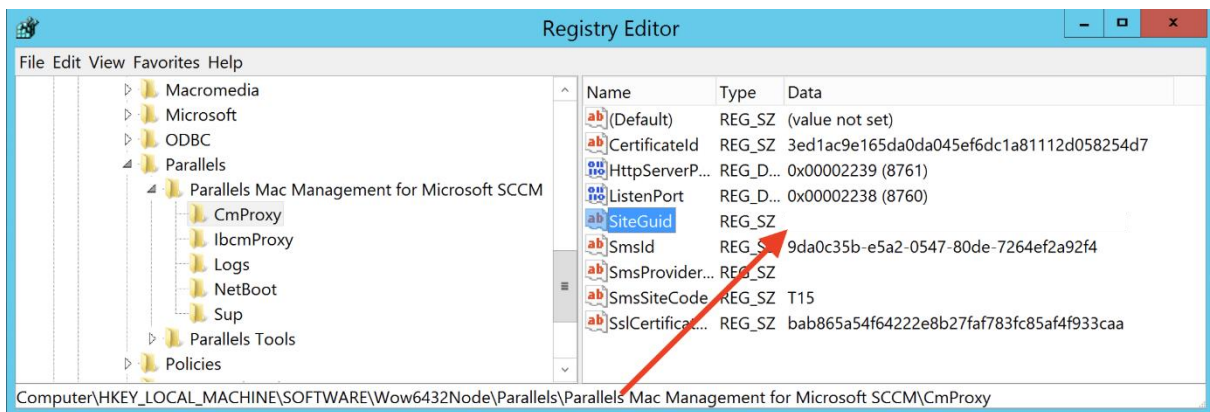 Registry Editor
File Edit View Favorites Help
Macromedia
Microsoft
ODBC
Parallels
Parallels Mac Management for Microsoft SCCM
CmProxy
IbcmProxy
Logs
NetBoot
Sup
Parallels Tools
Policies
Name Type Data
(Default) REG_SZ (value not set)
CertificateId REG_SZ 3ed1ac9e165da0da045ef6dc1a81112d058254d7
HttpServerP... REG_D... 0x00002239 (8761)
ListenPort REG_D... 0x00002238 (8760)
SiteGuid REG_SZ
SmsId REG_SZ 9da0c35b-e5a2-0547-80de-7264ef2a92f4
SmsProvider... REG_SZ
SmsSiteCode REG_SZ T15
SslCertificat... REG_SZ bab865a54f64222e8b27faf783fc85af4f933caa
Computer\HKEY_LOCAL_MACHINE\SOFTWARE\Wow6432Node\Parallels\Parallels Mac Management for Microsoft SCCM\CmProxy